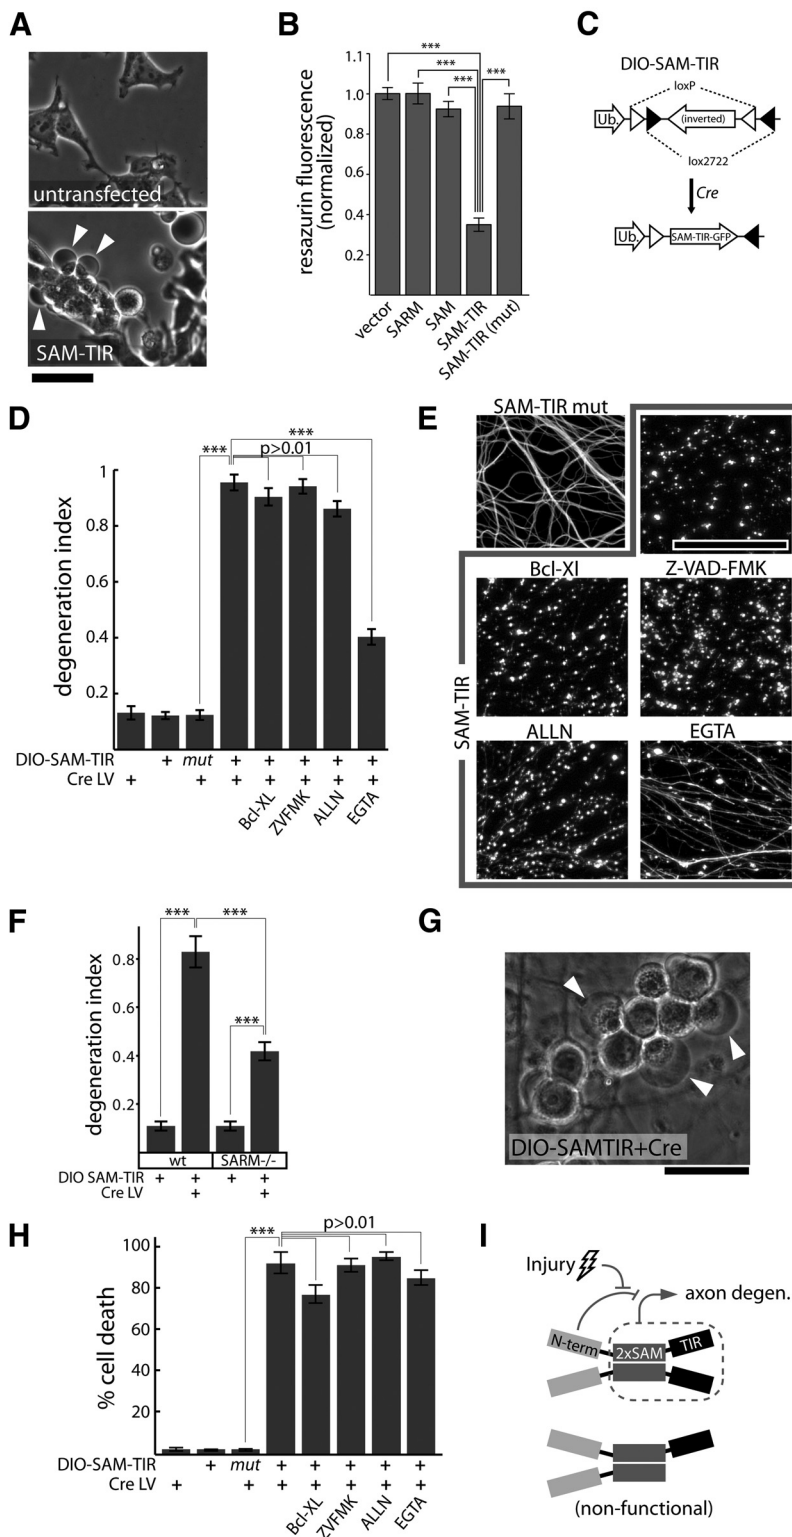 A
untransfected
SAM-TIR
B
resazurin fluorescence
(normalized)
1.1
1.0
0.8
0.6
0.4
0.2
***
***
***
***
vector
SARM
SAM
SAM-TIR
SAM-TIR (mut)
C
DIO-SAM-TIR
loxP
Ub.
(inverted)
lox2722
Cre
Ub.
SAM-TIR-GFP
D
degeneration index
1
0.8
0.6
0.4
0.2
***
***
p>0.01
DIO-SAM-TIR + mut + + + + +
Cre LV + + + + + + +
Bcl-XL
ZVFMK
ALLN
EGTA
E
SAM-TIR mut
Bcl-Xl
Z-VAD-FMK
SAM-TIR
ALLN
EGTA
F
degeneration index
0.8
0.6
0.4
0.2
***
***
***
wt
SARM-/-
DIO SAM-TIR + + + +
Cre LV + +
G
DIO-SAMTIR+Cre
H
% cell death
100
80
60
40
20
***
p>0.01
DIO-SAM-TIR + mut + + + + +
Cre LV + + + + + + +
Bcl-XL
ZVFMK
ALLN
EGTA
I
Injury
axon degen.
N-term
2xSAM
TIR
(non-functional)